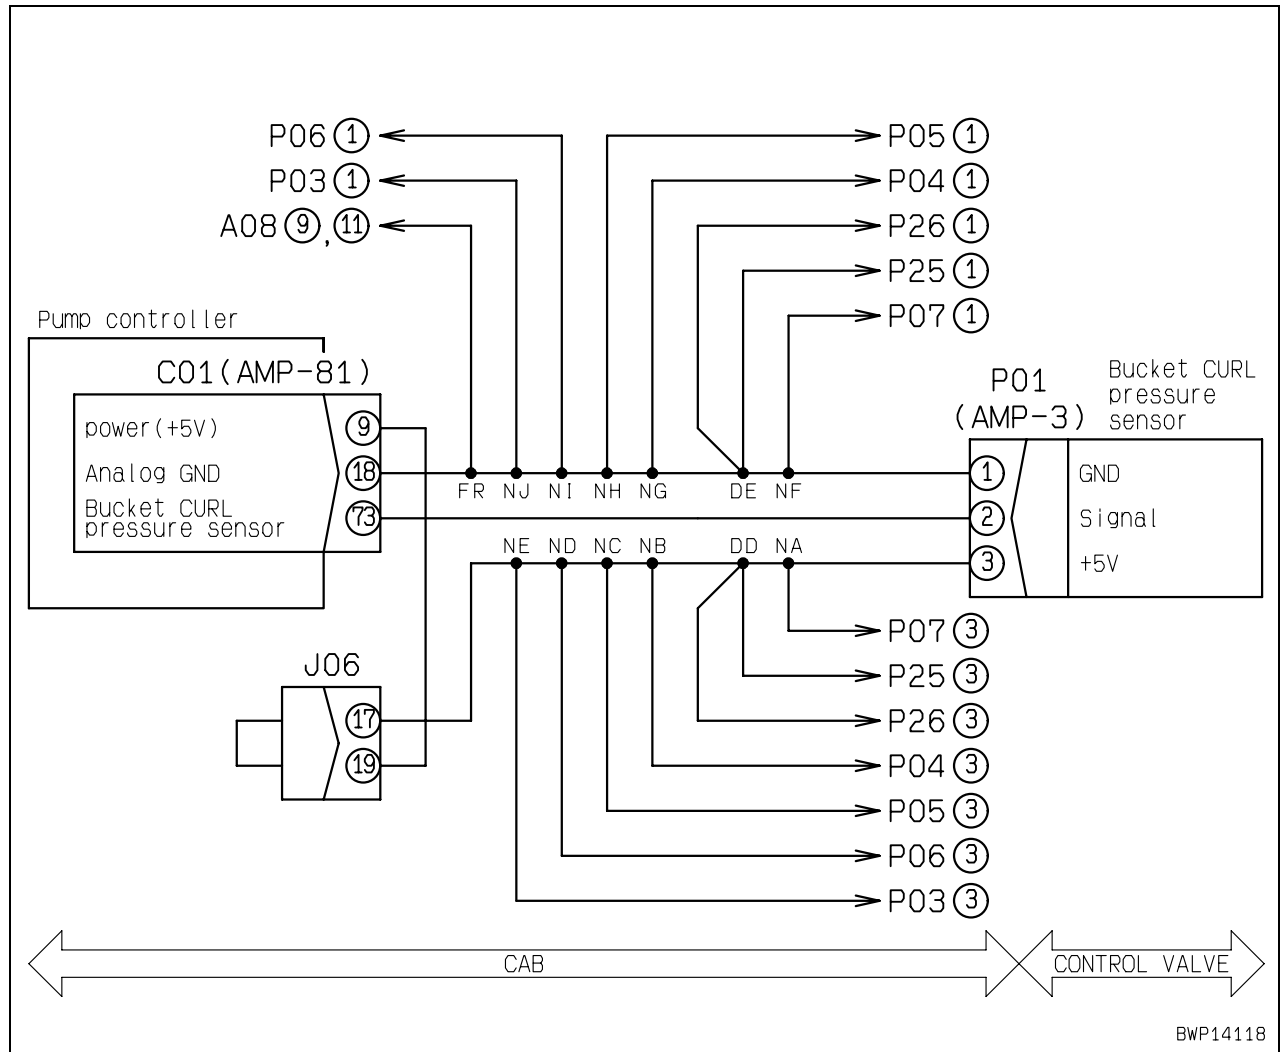 P06 1
P05 1
P03 1
P04 1
A08 9 , 11
P26 1
P25 1
P07 1
Pump controller
C01(AMP-81)
P01
(AMP-3)
Bucket CURL
pressure
sensor
power(+5V) 9
Analog GND 18
1 GND
FR NJ NI NH NG DE NF
Bucket CURL
pressure sensor 73
2 Signal
NE ND NC NB DD NA
3 +5V
P07 3
J06
P25 3
17
P26 3
19
P04 3
P05 3
P06 3
P03 3
CAB
CONTROL VALVE
BWP14118